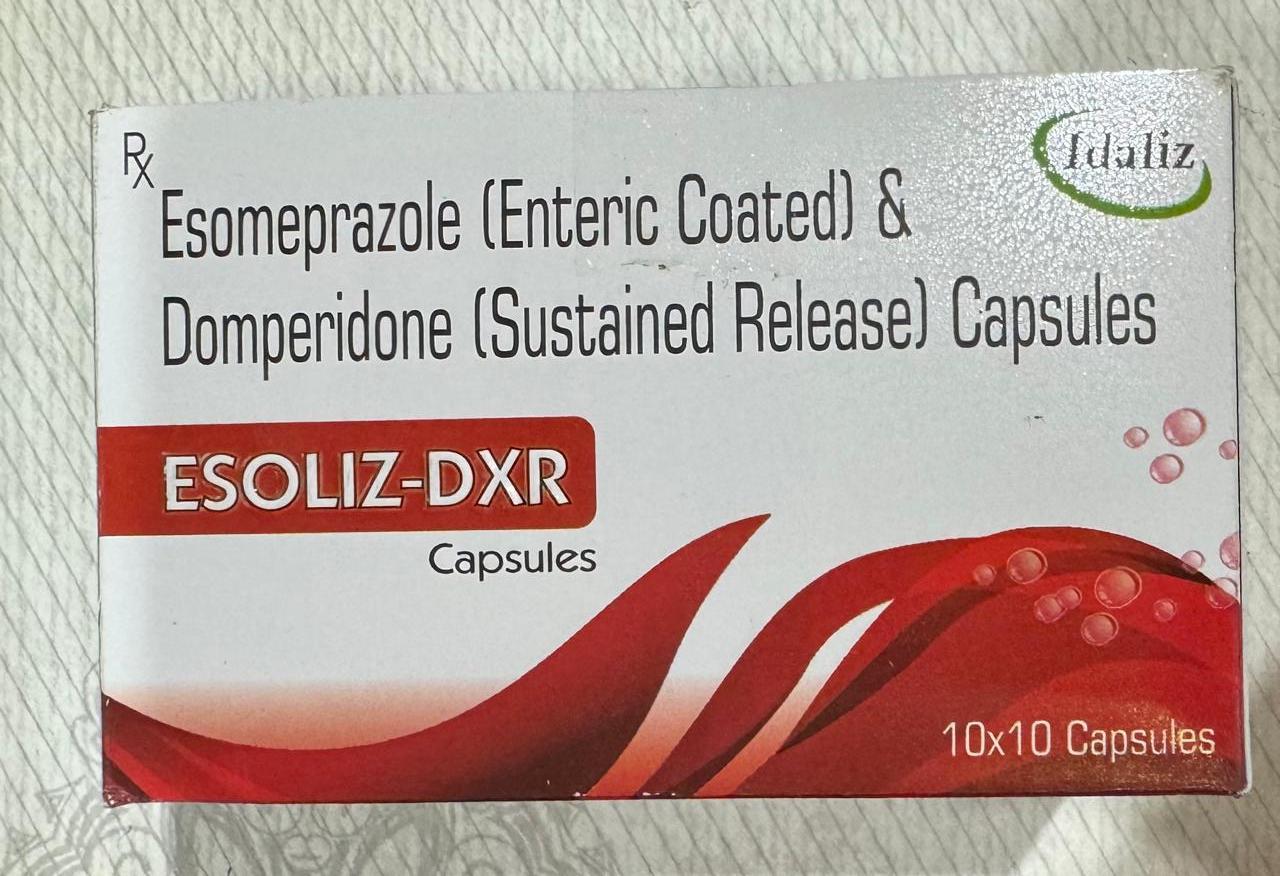 Rx
Idaliz
Esomeprazole (Enteric Coated) &
Domperidone (Sustained Release) Capsules
ESOLIZ-DXR
Capsules
10x10 Capsules